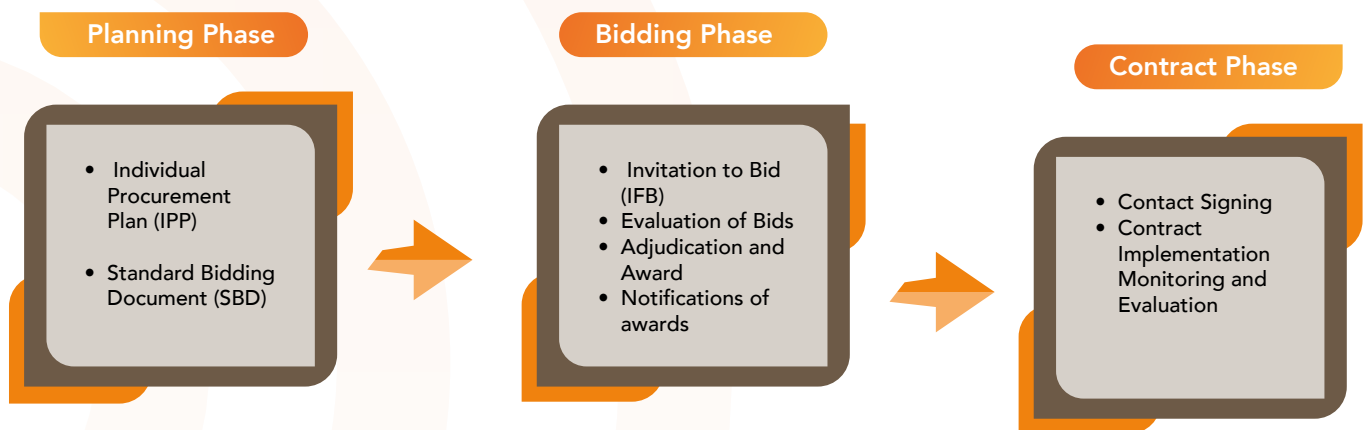 Planning Phase
• Individual
Procurement
Plan (IPP)
• Standard Bidding
Document (SBD)
Bidding Phase
• Invitation to Bid
(IFB)
• Evaluation of Bids
• Adjudication and
Award
• Notifications of
awards
Contract Phase
• Contact Signing
• Contract
Implementation
Monitoring and
Evaluation